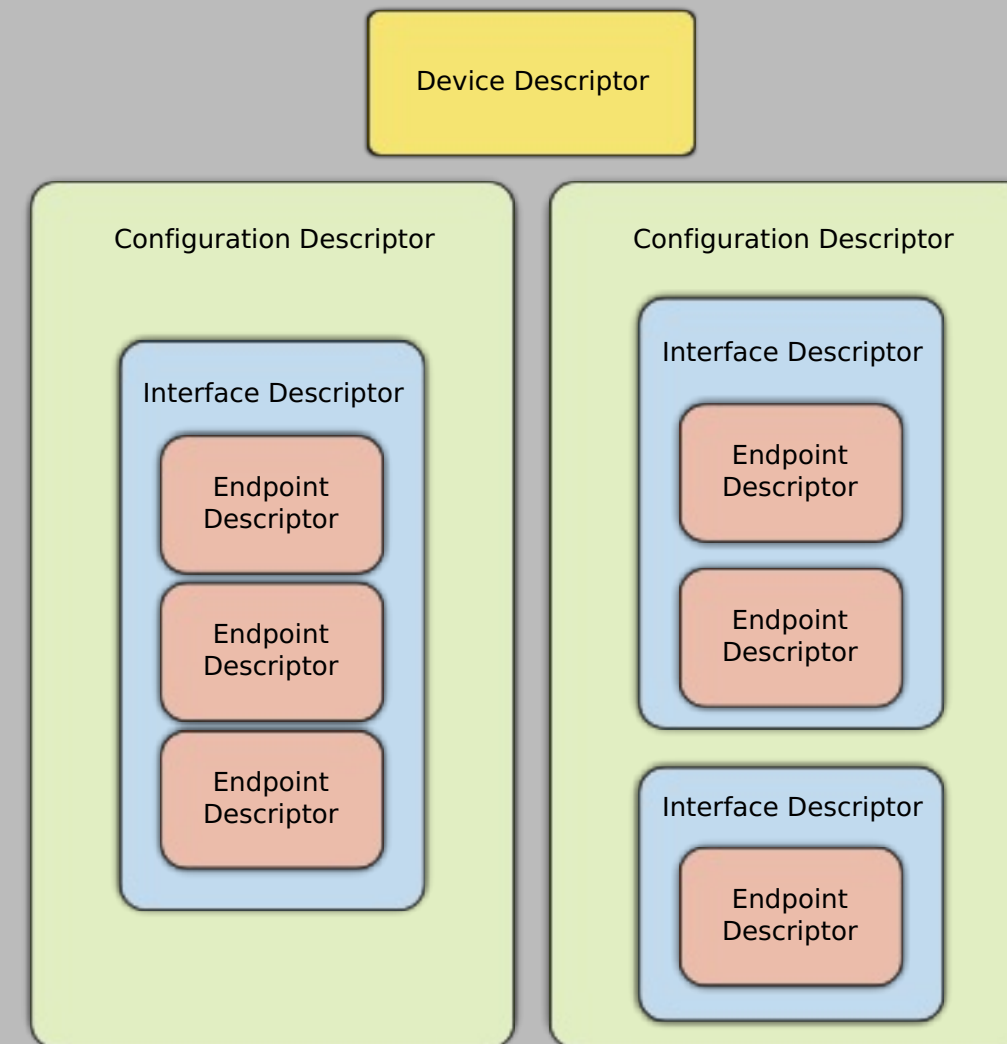 Device Descriptor
Configuration Descriptor
Interface Descriptor
Endpoint
Descriptor
Endpoint
Descriptor
Endpoint
Descriptor
Configuration Descriptor
Interface Descriptor
Endpoint
Descriptor
Endpoint
Descriptor
Interface Descriptor
Endpoint
Descriptor